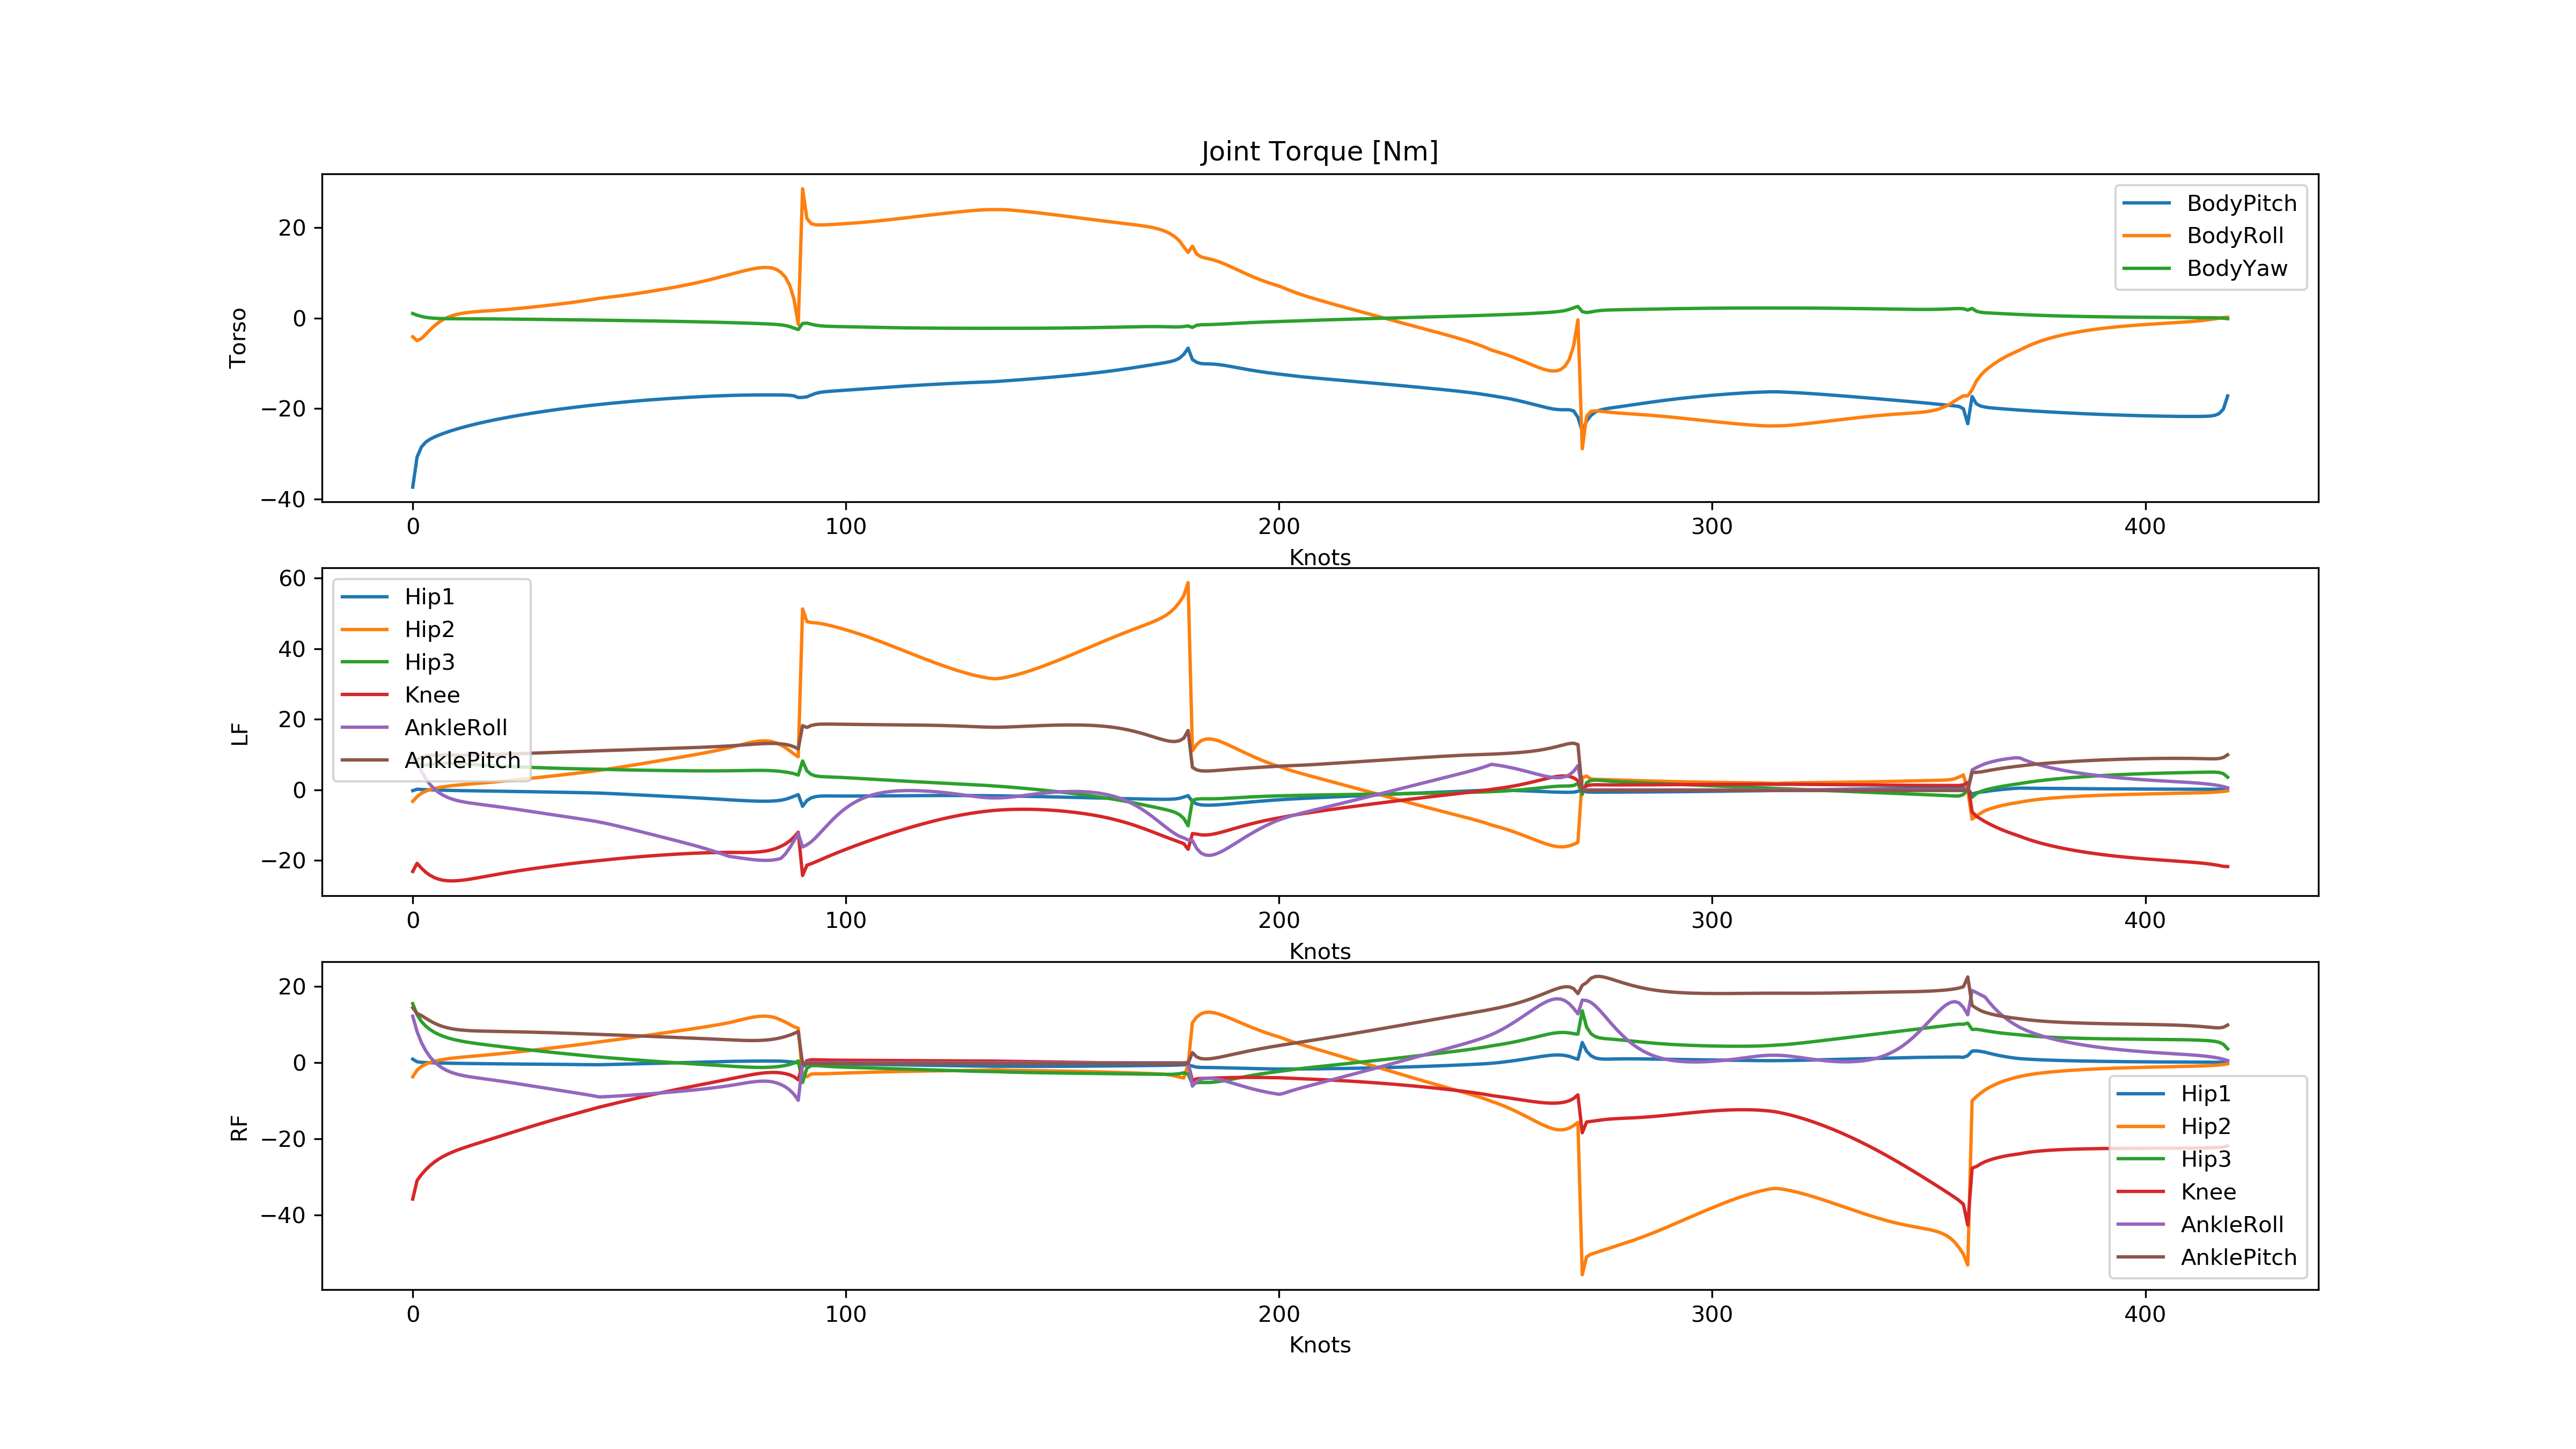 Joint Torque [Nm]
Torso
20
0
−20
−40
BodyPitch
BodyRoll
BodyYaw
0 100 200 300 400
Knots
LF
60
40
20
0
−20
Hip1
Hip2
Hip3
Knee
AnkleRoll
AnklePitch
0 100 200 300 400
Knots
RF
20
0
−20
−40
Hip1
Hip2
Hip3
Knee
AnkleRoll
AnklePitch
0 100 200 300 400
Knots